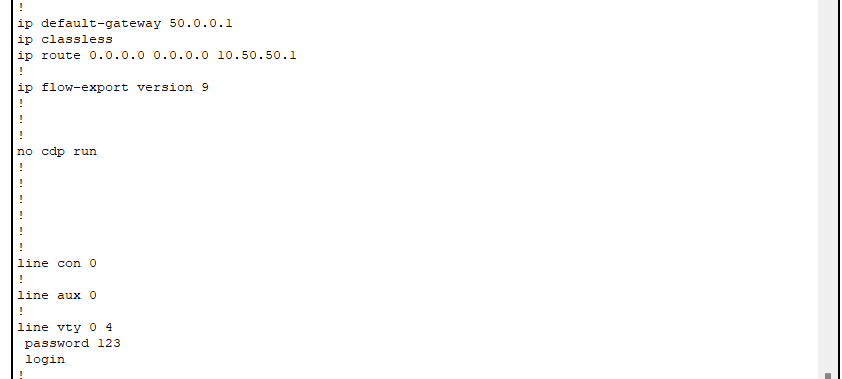 !
ip default-gateway 50.0.0.1
ip classless
ip route 0.0.0.0 0.0.0.0 10.50.50.1
!
ip flow-export version 9
!
!
!
no cdp run
!
!
!
!
!
!
line con 0
!
line aux 0
!
line vty 0 4
 password 123
 login
!